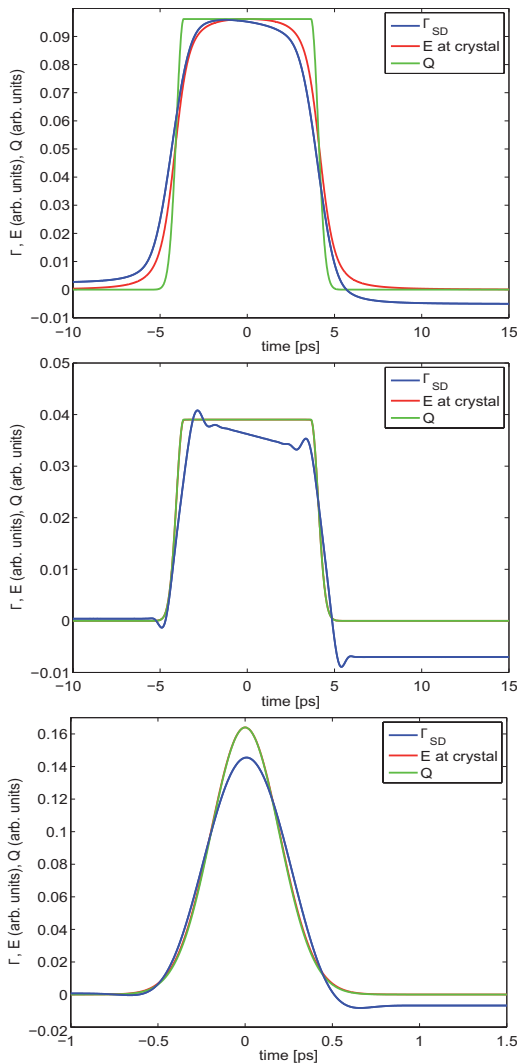 Γ, E (arb. units), Q (arb. units)
0.09
0.08
0.07
0.06
0.05
0.04
0.03
0.02
0.01
0
−0.01
Γ_SD
E at crystal
Q
−10 −5 0 5 10 15
time [ps]
Γ, E (arb. units), Q (arb. units)
0.05
0.04
0.03
0.02
0.01
0
−0.01
Γ_SD
E at crystal
Q
−10 −5 0 5 10 15
time [ps]
Γ, E (arb. units), Q (arb. units)
0.16
0.14
0.12
0.1
0.08
0.06
0.04
0.02
0
−0.02
Γ_SD
E at crystal
Q
−1 −0.5 0 0.5 1 1.5
time [ps]